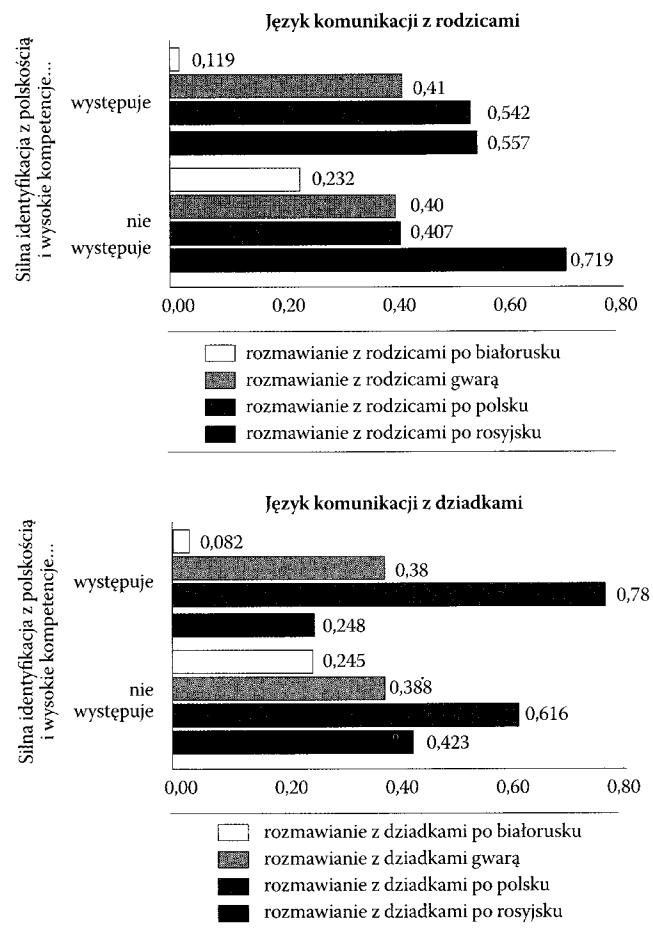 Język komunikacji z rodzicami
Silna identyfikacja z polskością
i wysokie kompetencje...
występuje
0,119
0,41
0,542
0,557
nie
występuje
0,232
0,40
0,407
0,719
0,00 0,20 0,40 0,60 0,80
rozmawianie z rodzicami po białorusku
rozmawianie z rodzicami gwarą
rozmawianie z rodzicami po polsku
rozmawianie z rodzicami po rosyjsku
Język komunikacji z dziadkami
Silna identyfikacja z polskością
i wysokie kompetencje...
występuje
0,082
0,38
0,78
0,248
nie
występuje
0,245
0,388
0,616
0,423
0,00 0,20 0,40 0,60 0,80
rozmawianie z dziadkami po białorusku
rozmawianie z dziadkami gwarą
rozmawianie z dziadkami po polsku
rozmawianie z dziadkami po rosyjsku